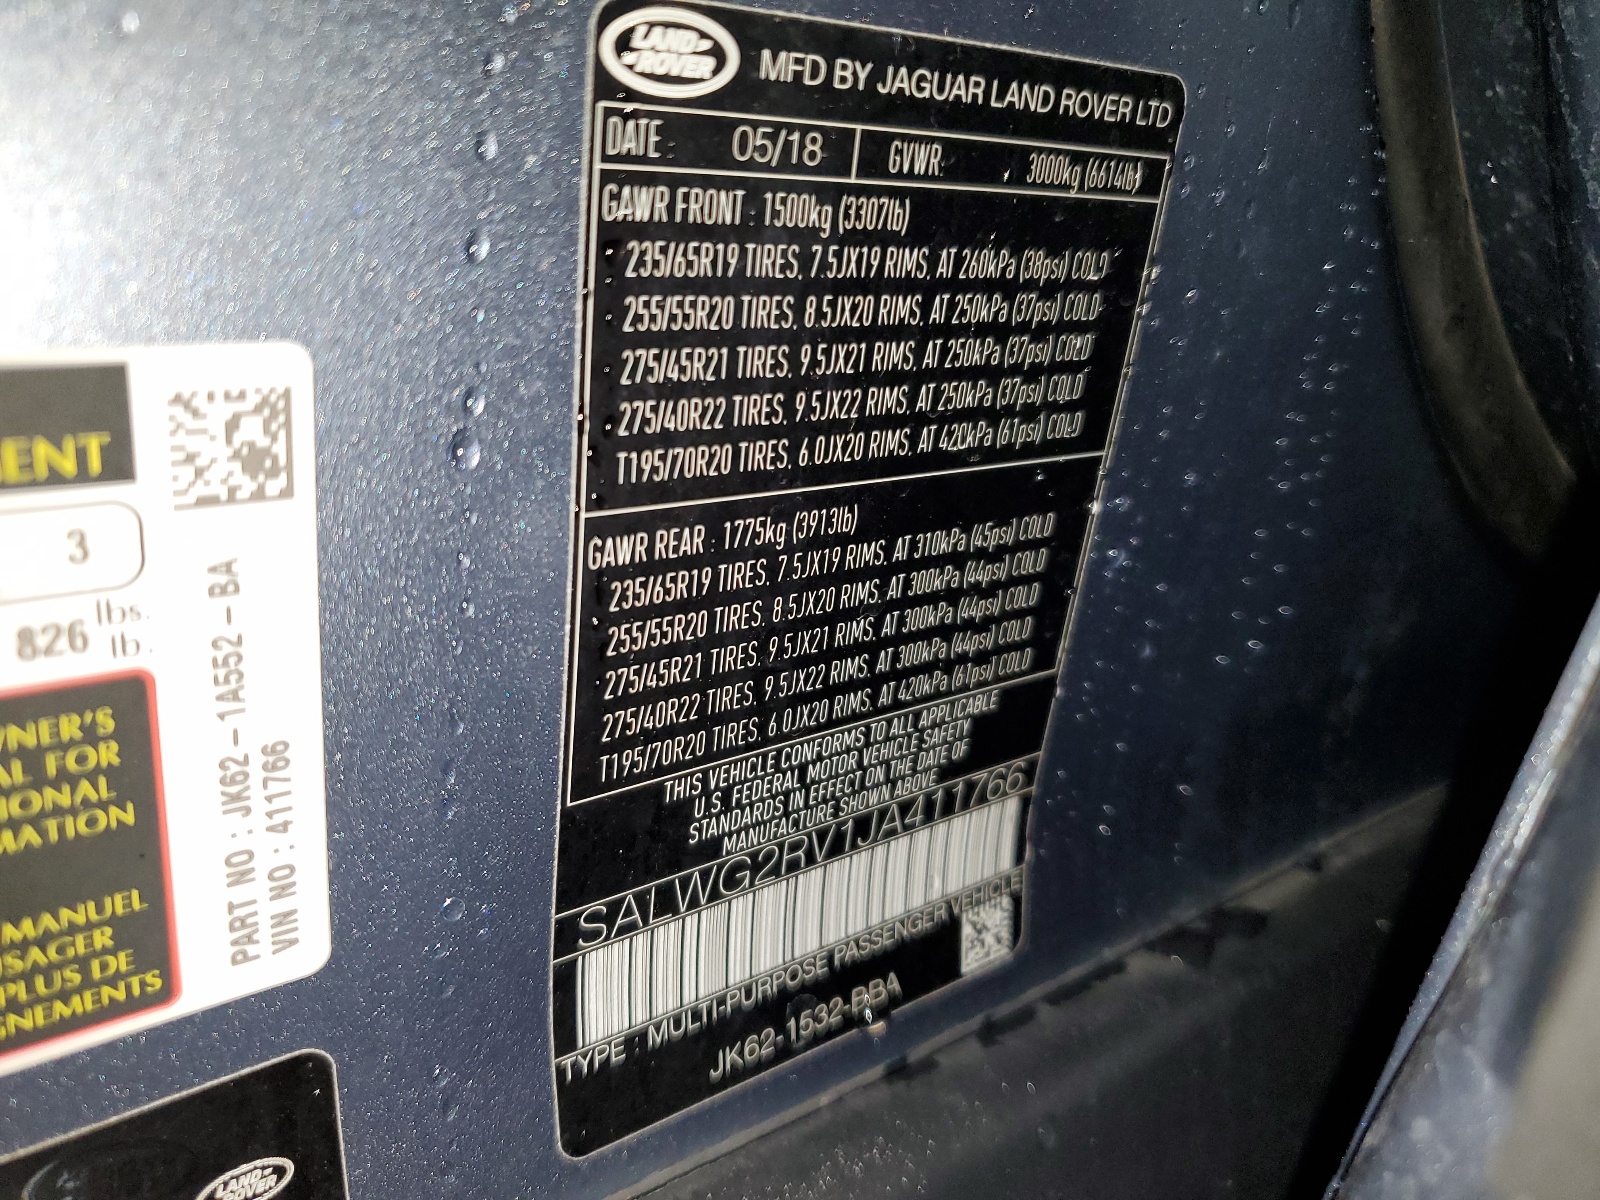 LAND-
-ROVER
MFD BY JAGUAR LAND ROVER LTD
DATE : 05/18 GVWR: 3000kg (6614lb)
GAWR FRONT : 1500kg (3307lb)
235/65R19 TIRES, 7.5JX19 RIMS, AT 260kPa (38psi) COLD
255/55R20 TIRES, 8.5JX20 RIMS, AT 250kPa (37psi) COLD
275/45R21 TIRES, 9.5JX21 RIMS, AT 250kPa (37psi) COLD
275/40R22 TIRES, 9.5JX22 RIMS, AT 250kPa (37psi) COLD
T195/70R20 TIRES, 6.0JX20 RIMS, AT 420kPa (61psi) COLD
GAWR REAR : 1775kg (3913lb)
235/65R19 TIRES, 7.5JX19 RIMS, AT 310kPa (45psi) COLD
255/55R20 TIRES, 8.5JX20 RIMS, AT 300kPa (44psi) COLD
275/45R21 TIRES, 9.5JX21 RIMS, AT 300kPa (44psi) COLD
275/40R22 TIRES, 9.5JX22 RIMS, AT 300kPa (44psi) COLD
T195/70R20 TIRES, 6.0JX20 RIMS, AT 420kPa (61psi) COLD
THIS VEHICLE CONFORMS TO ALL APPLICABLE
U.S. FEDERAL MOTOR VEHICLE SAFETY
STANDARDS IN EFFECT ON THE DATE OF
MANUFACTURE SHOWN ABOVE
SALWG2RV1JA411766
TYPE : MULTI-PURPOSE PASSENGER VEHICLE
JK62-1532-BBA
ENT
3
826 lbs.
lb.
NER'S
AL FOR
IONAL
MATION
MANUEL
SAGER
PLUS DE
GNEMENTS
PART NO : JK62-1A552-BA
VIN NO : 411766
LAND-
-ROVER